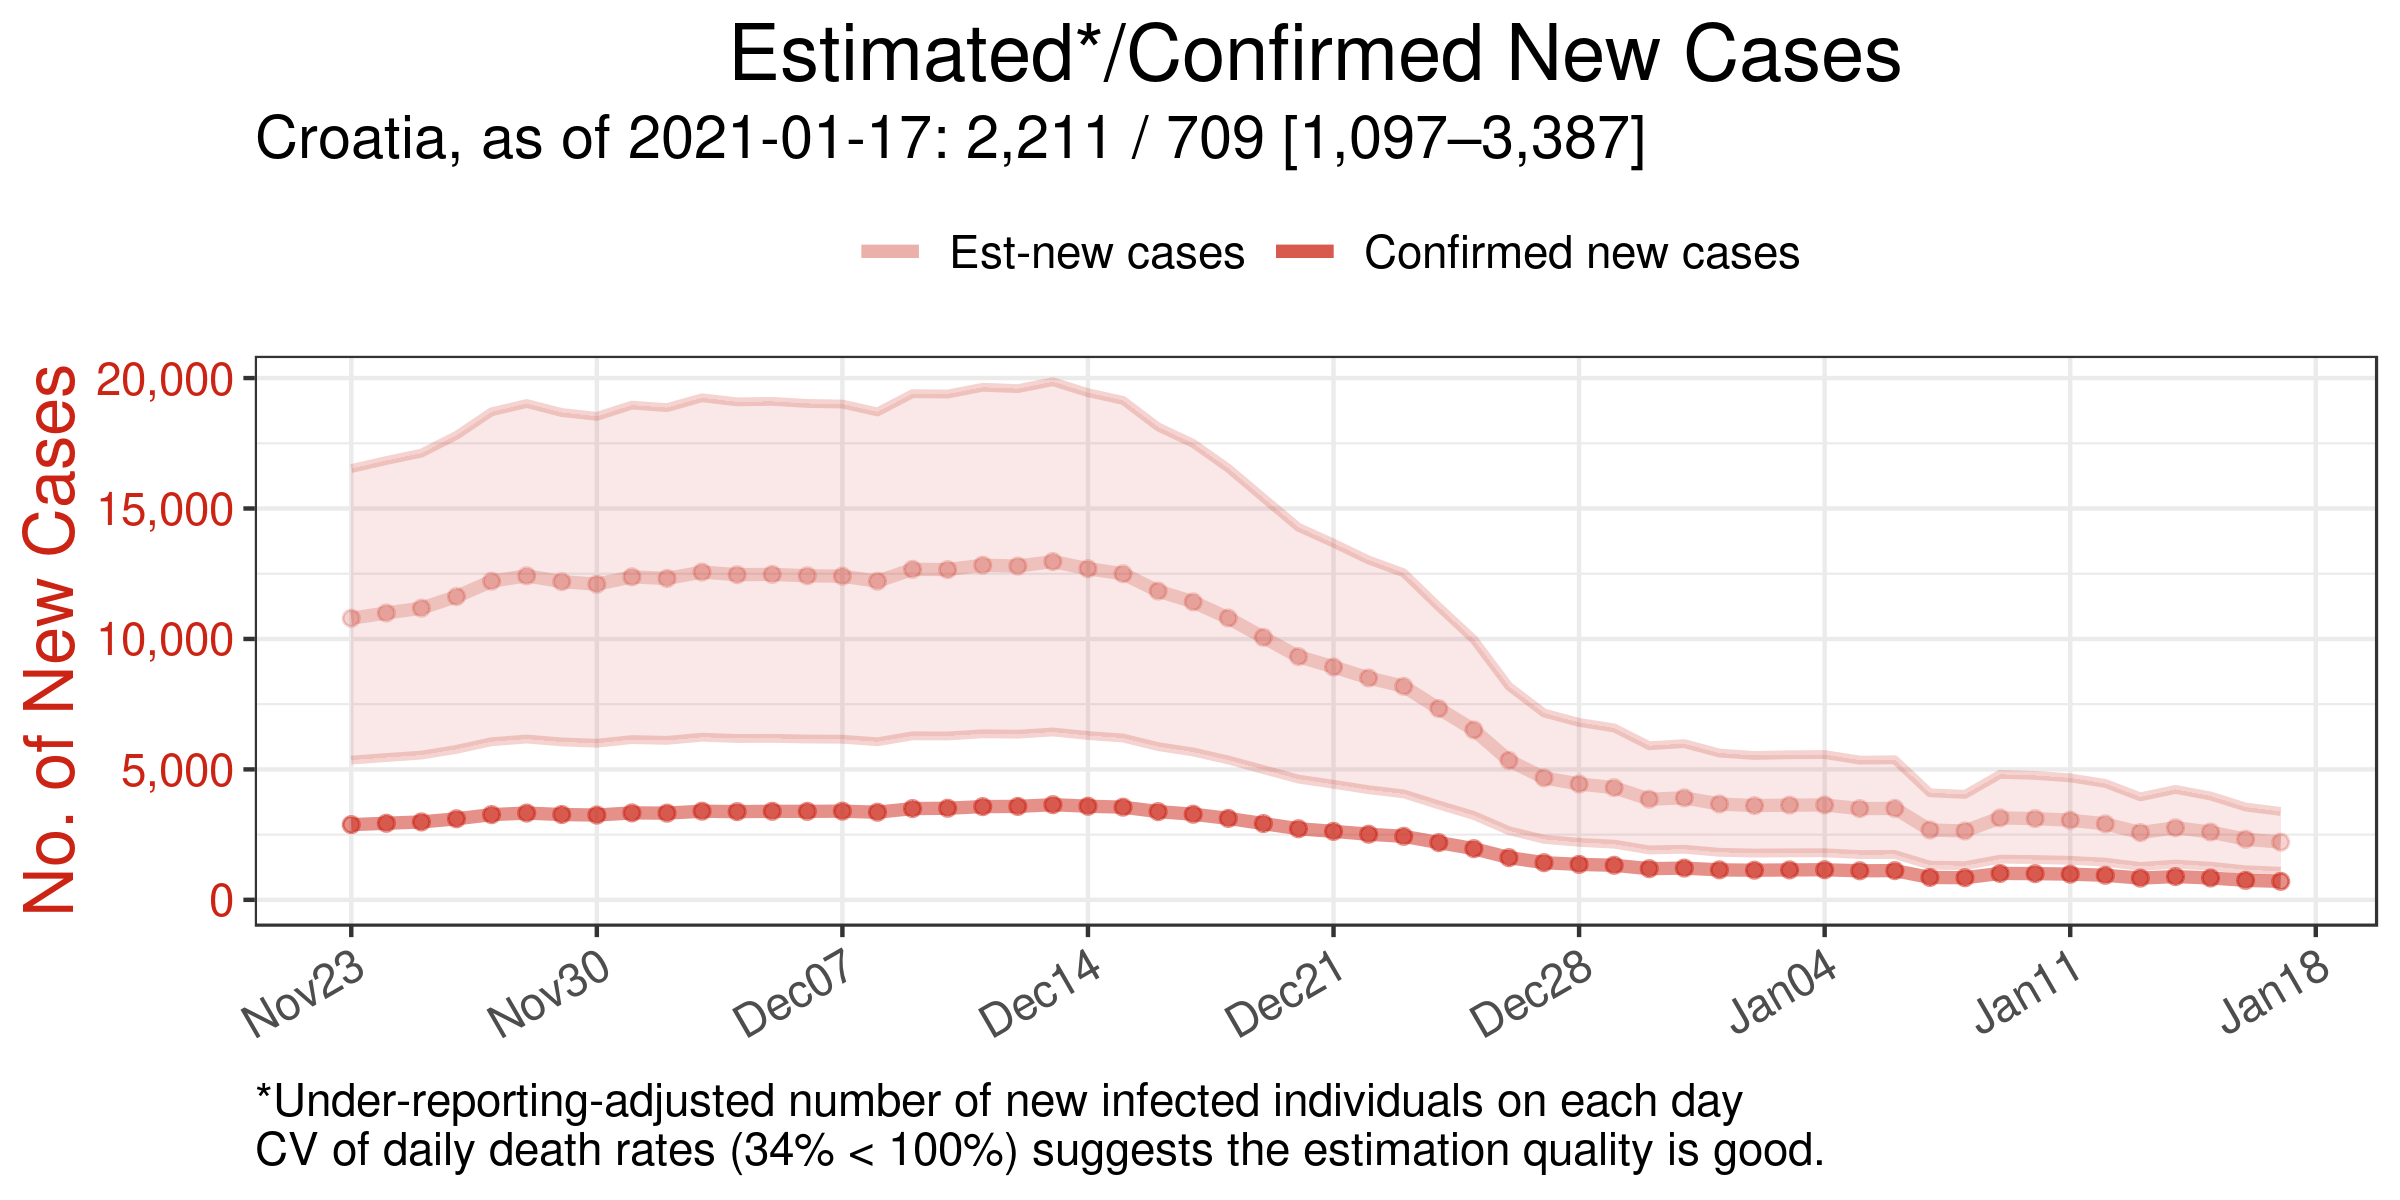 Estimated*/Confirmed New Cases
Croatia, as of 2021-01-17: 2,211 / 709 [1,097–3,387]
Est-new cases Confirmed new cases
No. of New Cases
20,000
15,000
10,000
5,000
0
Nov23 Nov30 Dec07 Dec14 Dec21 Dec28 Jan04 Jan11 Jan18
*Under-reporting-adjusted number of new infected individuals on each day
CV of daily death rates (34% < 100%) suggests the estimation quality is good.